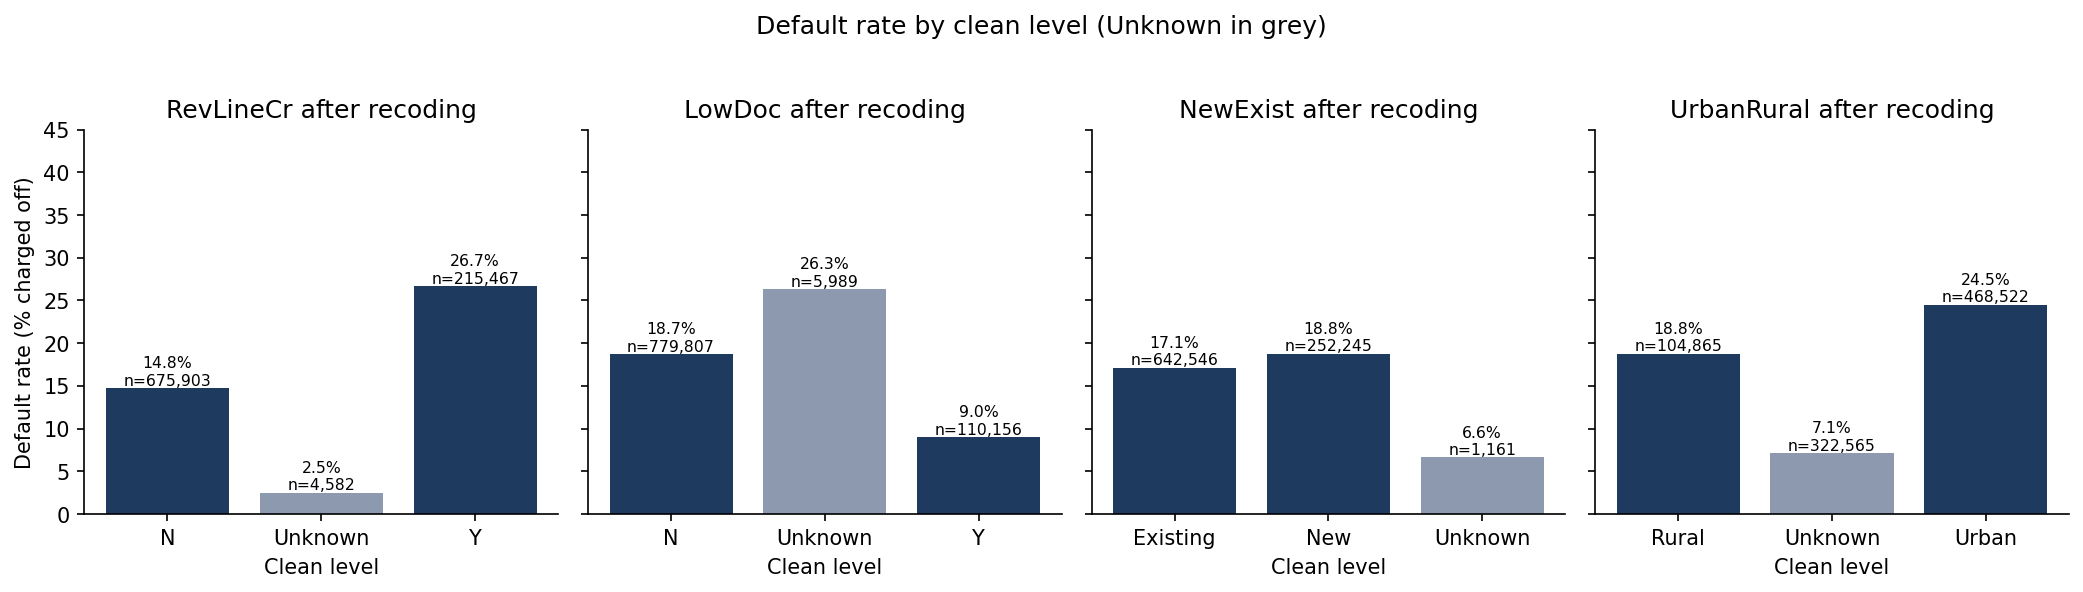 Default rate by clean level (Unknown in grey)
RevLineCr after recoding
Default rate (% charged off)
45
40
35
30
25
20
15
10
5
0
14.8%
n=675,903
2.5%
n=4,582
26.7%
n=215,467
N Unknown Y
Clean level
LowDoc after recoding
18.7%
n=779,807
26.3%
n=5,989
9.0%
n=110,156
N Unknown Y
Clean level
NewExist after recoding
17.1%
n=642,546
18.8%
n=252,245
6.6%
n=1,161
Existing New Unknown
Clean level
UrbanRural after recoding
18.8%
n=104,865
7.1%
n=322,565
24.5%
n=468,522
Rural Unknown Urban
Clean level